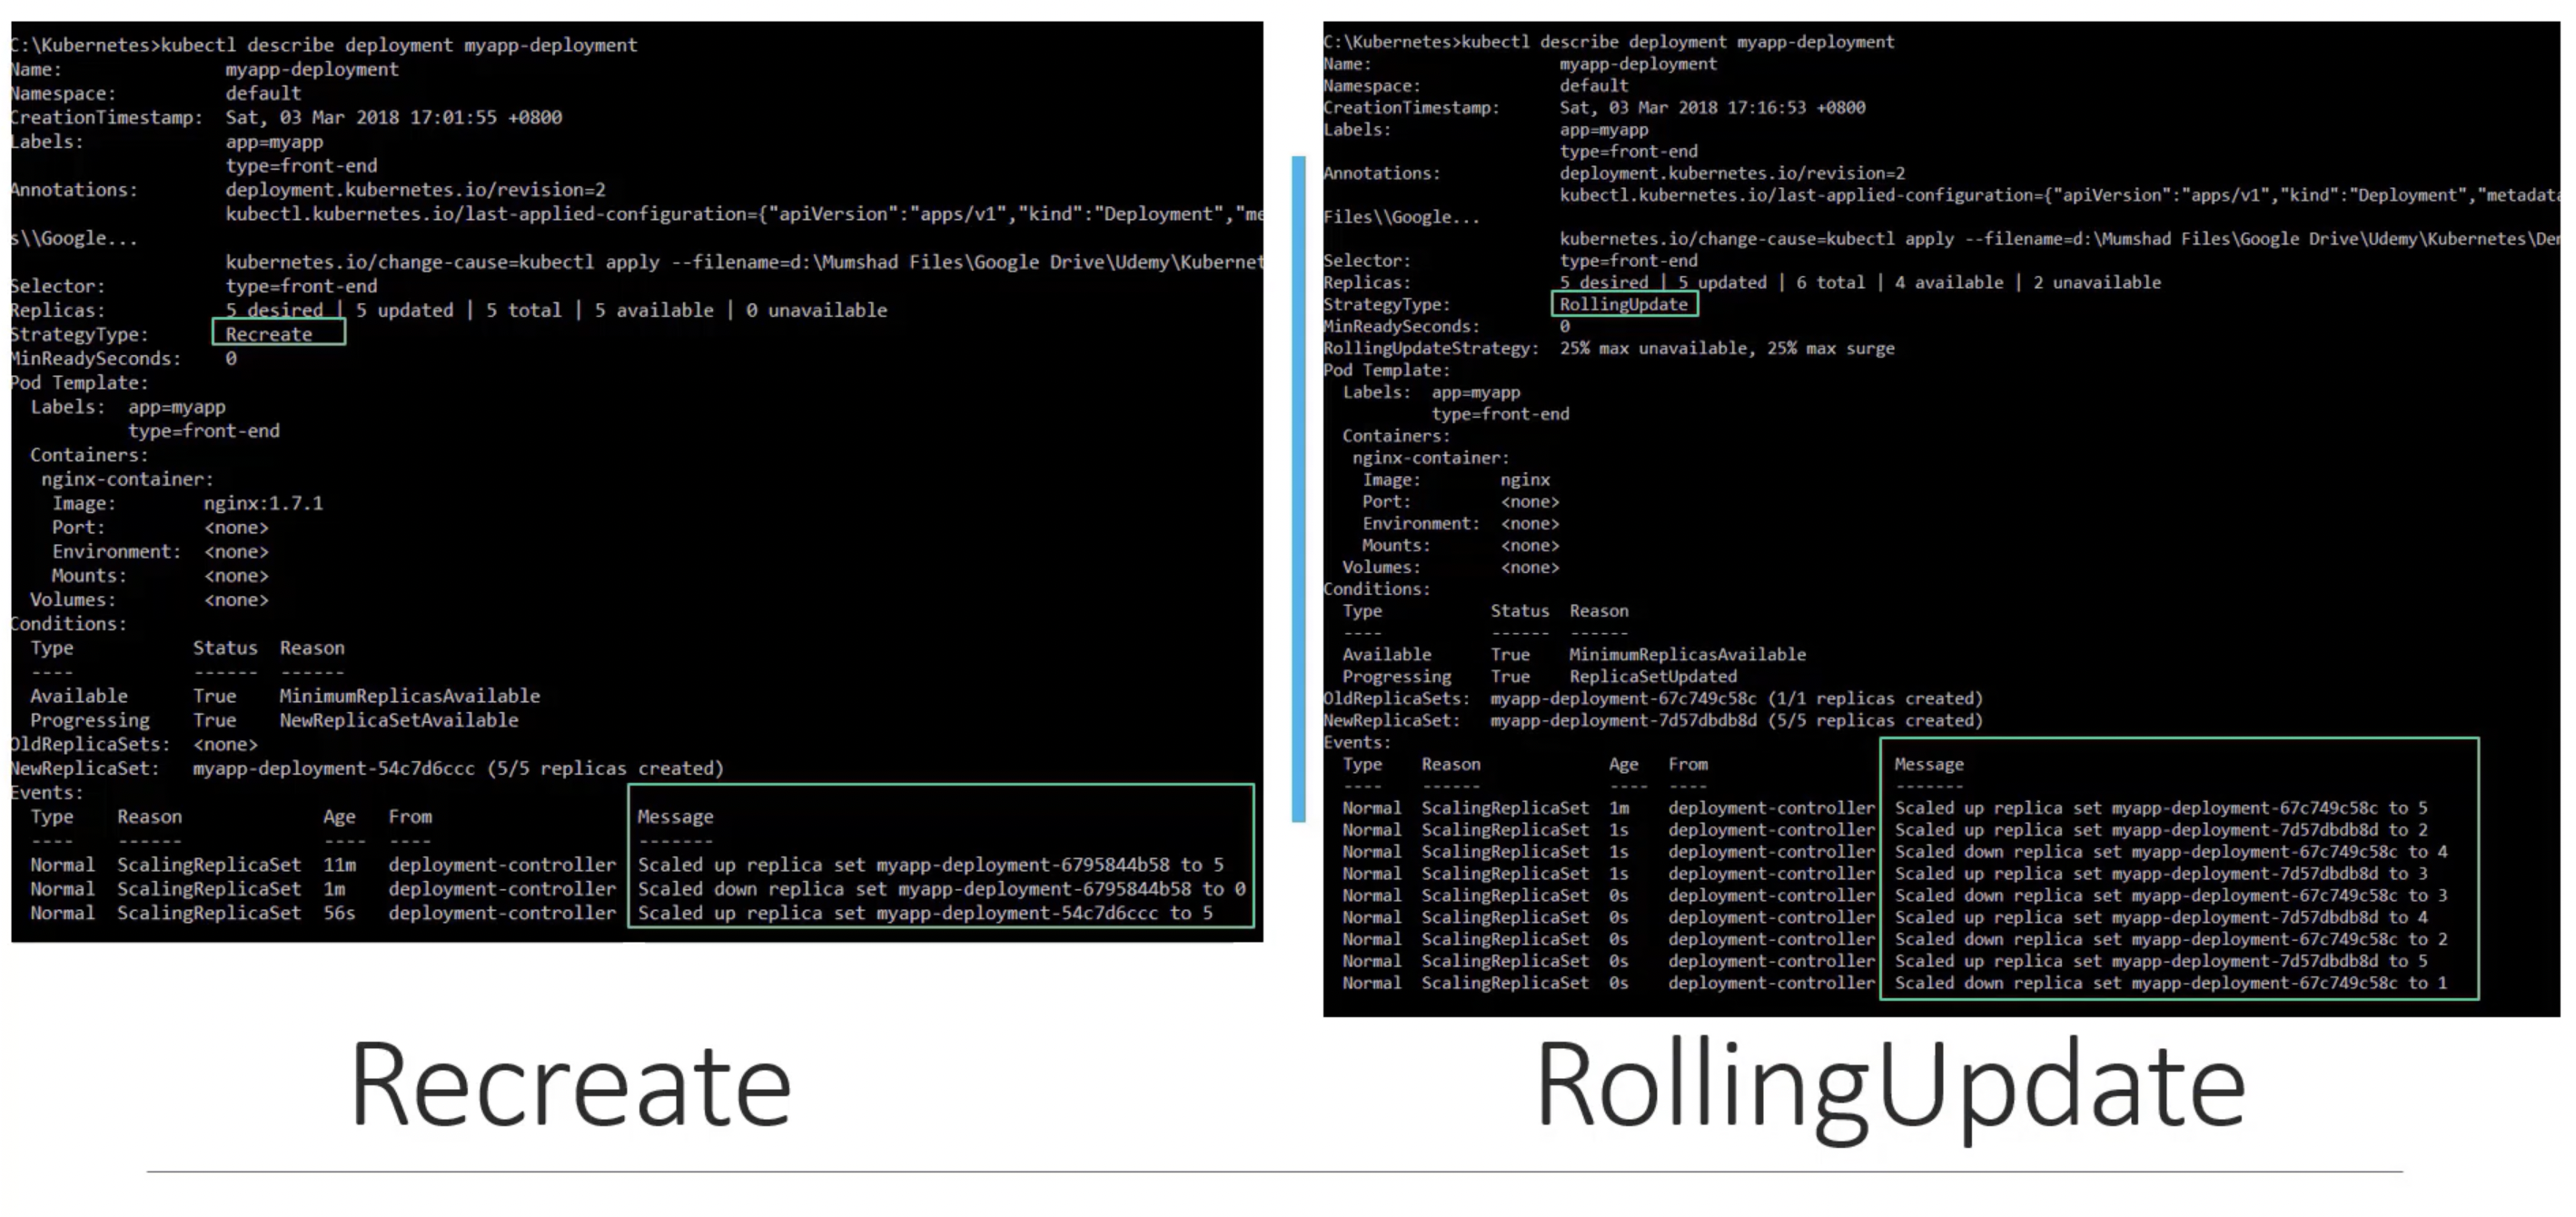 C:\Kubernetes>kubectl describe deployment myapp-deployment
Name: myapp-deployment
Namespace: default
CreationTimestamp: Sat, 03 Mar 2018 17:01:55 +0800
Labels: app=myapp
type=front-end
Annotations: deployment.kubernetes.io/revision=2
kubectl.kubernetes.io/last-applied-configuration={"apiVersion":"apps/v1","kind":"Deployment","me
s\\Google...
kubernetes.io/change-cause=kubectl apply --filename=d:\Mumshad Files\Google Drive\Udemy\Kubernet
Selector: type=front-end
Replicas: 5 desired | 5 updated | 5 total | 5 available | 0 unavailable
StrategyType: Recreate
MinReadySeconds: 0
Pod Template:
Labels: app=myapp
type=front-end
Containers:
nginx-container:
Image: nginx:1.7.1
Port: <none>
Environment: <none>
Mounts: <none>
Volumes: <none>
Conditions:
Type Status Reason
---- ------ ------
Available True MinimumReplicasAvailable
Progressing True NewReplicaSetAvailable
OldReplicaSets: <none>
NewReplicaSet: myapp-deployment-54c7d6ccc (5/5 replicas created)
Events:
Type Reason Age From Message
---- ------ ---- ---- -------
Normal ScalingReplicaSet 11m deployment-controller Scaled up replica set myapp-deployment-6795844b58 to 5
Normal ScalingReplicaSet 1m deployment-controller Scaled down replica set myapp-deployment-6795844b58 to 0
Normal ScalingReplicaSet 56s deployment-controller Scaled up replica set myapp-deployment-54c7d6ccc to 5
Recreate
C:\Kubernetes>kubectl describe deployment myapp-deployment
Name: myapp-deployment
Namespace: default
CreationTimestamp: Sat, 03 Mar 2018 17:16:53 +0800
Labels: app=myapp
type=front-end
Annotations: deployment.kubernetes.io/revision=2
kubectl.kubernetes.io/last-applied-configuration={"apiVersion":"apps/v1","kind":"Deployment","metadata
Files\\Google...
kubernetes.io/change-cause=kubectl apply --filename=d:\Mumshad Files\Google Drive\Udemy\Kubernetes\Dem
Selector: type=front-end
Replicas: 5 desired | 5 updated | 6 total | 4 available | 2 unavailable
StrategyType: RollingUpdate
MinReadySeconds: 0
RollingUpdateStrategy: 25% max unavailable, 25% max surge
Pod Template:
Labels: app=myapp
type=front-end
Containers:
nginx-container:
Image: nginx
Port: <none>
Environment: <none>
Mounts: <none>
Volumes: <none>
Conditions:
Type Status Reason
---- ------ ------
Available True MinimumReplicasAvailable
Progressing True ReplicaSetUpdated
OldReplicaSets: myapp-deployment-67c749c58c (1/1 replicas created)
NewReplicaSet: myapp-deployment-7d57dbdb8d (5/5 replicas created)
Events:
Type Reason Age From Message
---- ------ ---- ---- -------
Normal ScalingReplicaSet 1m deployment-controller Scaled up replica set myapp-deployment-67c749c58c to 5
Normal ScalingReplicaSet 1s deployment-controller Scaled up replica set myapp-deployment-7d57dbdb8d to 2
Normal ScalingReplicaSet 1s deployment-controller Scaled down replica set myapp-deployment-67c749c58c to 4
Normal ScalingReplicaSet 1s deployment-controller Scaled up replica set myapp-deployment-7d57dbdb8d to 3
Normal ScalingReplicaSet 0s deployment-controller Scaled down replica set myapp-deployment-67c749c58c to 3
Normal ScalingReplicaSet 0s deployment-controller Scaled up replica set myapp-deployment-7d57dbdb8d to 4
Normal ScalingReplicaSet 0s deployment-controller Scaled down replica set myapp-deployment-67c749c58c to 2
Normal ScalingReplicaSet 0s deployment-controller Scaled up replica set myapp-deployment-7d57dbdb8d to 5
Normal ScalingReplicaSet 0s deployment-controller Scaled down replica set myapp-deployment-67c749c58c to 1
RollingUpdate